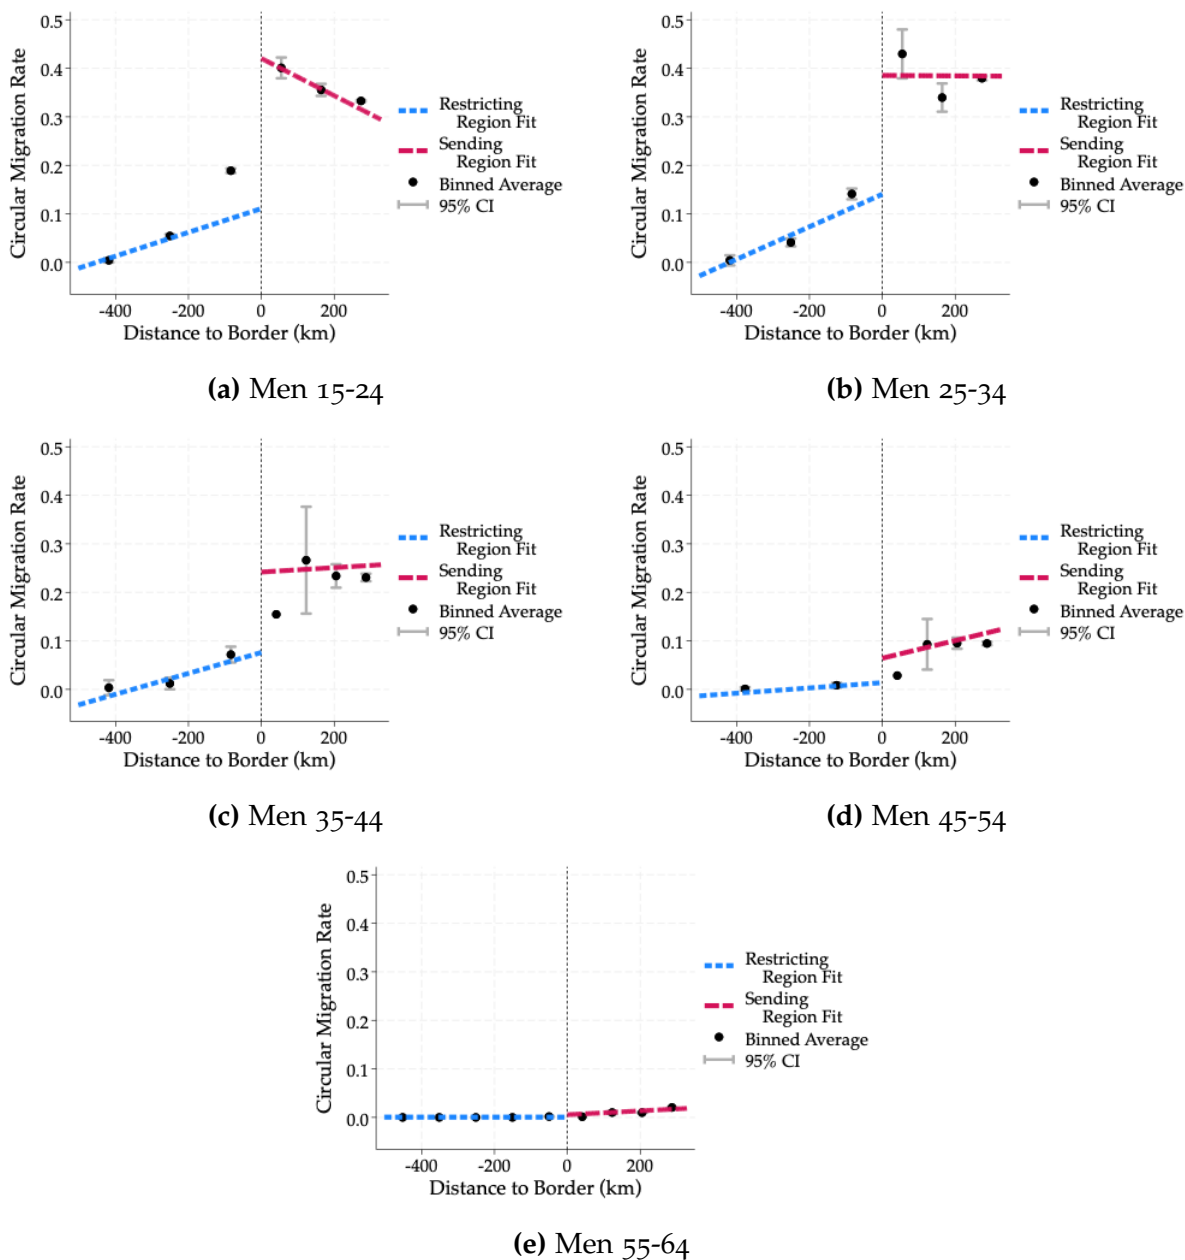 0.5
0.4
0.3
0.2
0.1
0.0
Circular Migration Rate
-400 -200 0 200
Distance to Border (km)
Restricting
Region Fit
Sending
Region Fit
Binned Average
95% CI
(a) Men 15-24
0.5
0.4
0.3
0.2
0.1
0.0
Circular Migration Rate
-400 -200 0 200
Distance to Border (km)
Restricting
Region Fit
Sending
Region Fit
Binned Average
95% CI
(b) Men 25-34
0.5
0.4
0.3
0.2
0.1
0.0
Circular Migration Rate
-400 -200 0 200
Distance to Border (km)
Restricting
Region Fit
Sending
Region Fit
Binned Average
95% CI
(c) Men 35-44
0.5
0.4
0.3
0.2
0.1
0.0
Circular Migration Rate
-400 -200 0 200
Distance to Border (km)
Restricting
Region Fit
Sending
Region Fit
Binned Average
95% CI
(d) Men 45-54
0.5
0.4
0.3
0.2
0.1
0.0
Circular Migration Rate
-400 -200 0 200
Distance to Border (km)
Restricting
Region Fit
Sending
Region Fit
Binned Average
95% CI
(e) Men 55-64